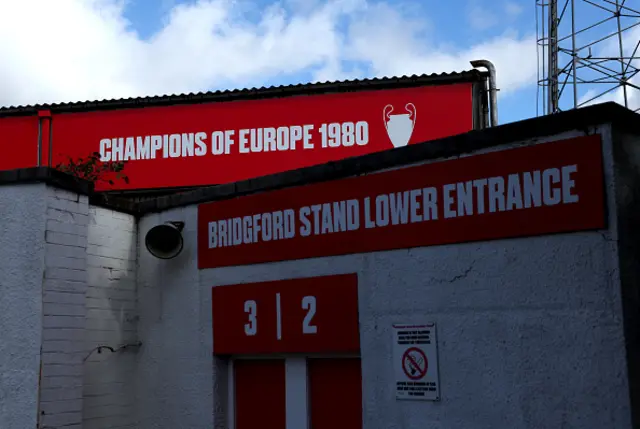 CHAMPIONS OF EUROPE 1980
BRIDGFORD STAND LOWER ENTRANCE
3 | 2